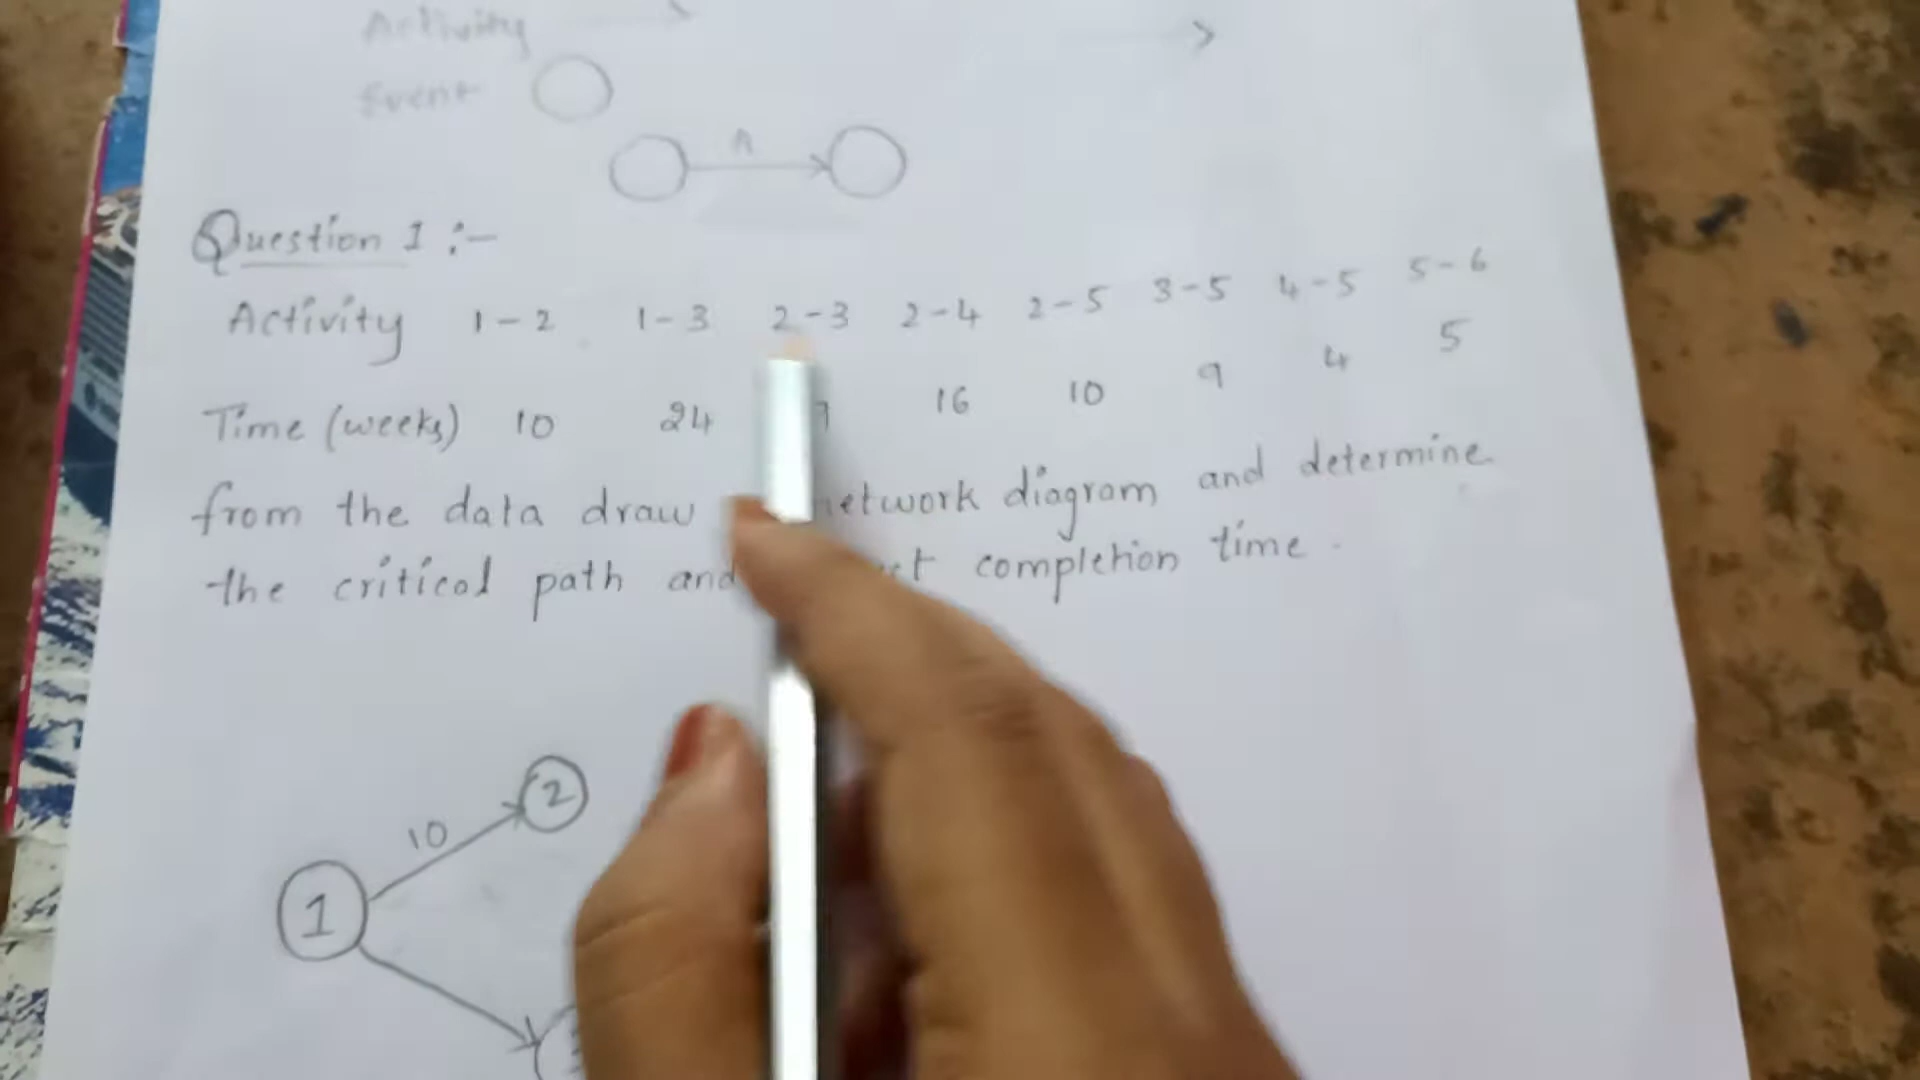 Activity
Event
A
Question 1 :-
Activity 1-2 1-3 2-3 2-4 2-5 3-5 4-5 5-6
Time (weeks) 10 24 16 10 9 4 5
from the data draw network diagram and determine
the critical path and completion time.
10
2
1